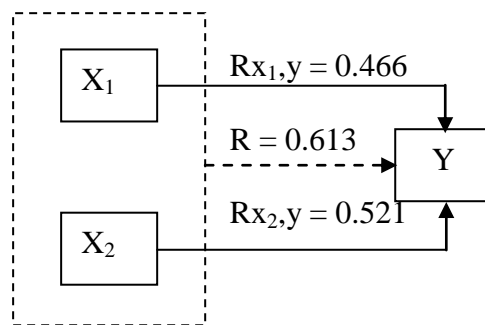 X₁
Rx₁,y = 0.466
R = 0.613
Y
Rx₂,y = 0.521
X₂